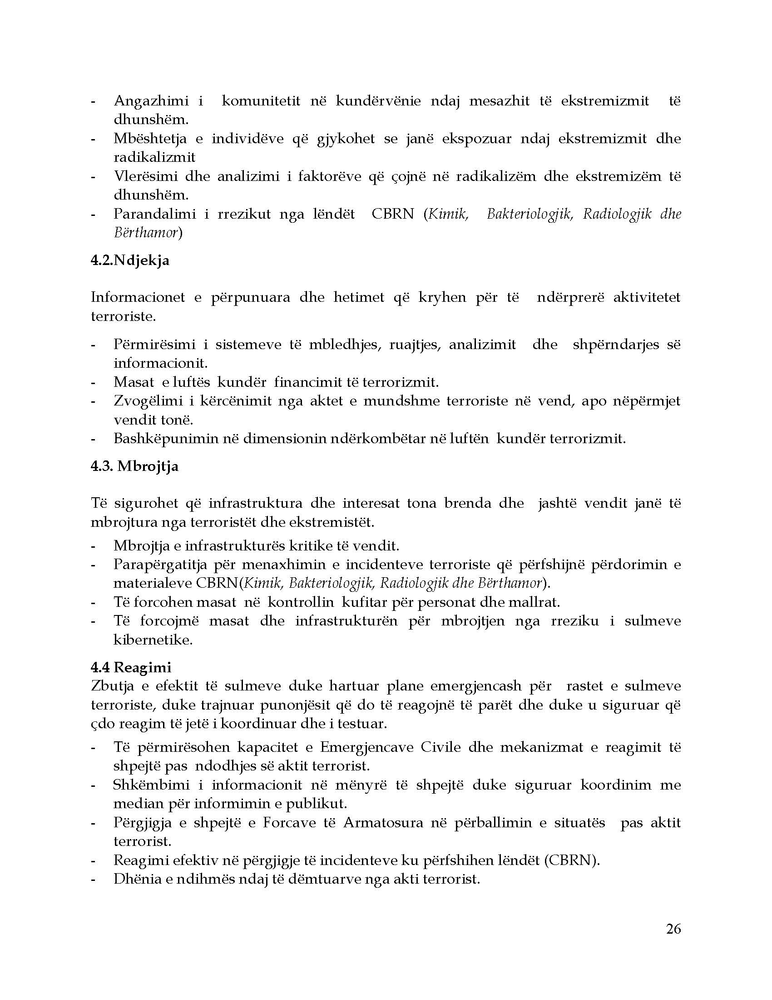 - Angazhimi i komunitetit në kundërvënie ndaj mesazhit të ekstremizmit të
dhunshëm.
- Mbështetja e individëve që gjykohet se janë ekspozuar ndaj ekstremizmit dhe
radikalizmit
- Vlerësimi dhe analizimi i faktorëve që çojnë në radikalizëm dhe ekstremizëm të
dhunshëm.
- Parandalimi i rrezikut nga lëndët CBRN (Kimik, Bakteriologjik, Radiologjik dhe
Bërthamor)
4.2.Ndjekja
Informacionet e përpunuara dhe hetimet që kryhen për të ndërprerë aktivitetet
terroriste.
- Përmirësimi i sistemeve të mbledhjes, ruajtjes, analizimit dhe shpërndarjes së
informacionit.
- Masat e luftës kundër financimit të terrorizmit.
- Zvogëlimi i kërcënimit nga aktet e mundshme terroriste në vend, apo nëpërmjet
vendit tonë.
- Bashkëpunimin në dimensionin ndërkombëtar në luftën kundër terrorizmit.
4.3. Mbrojtja
Të sigurohet që infrastruktura dhe interesat tona brenda dhe jashtë vendit janë të
mbrojtura nga terroristët dhe ekstremistët.
- Mbrojtja e infrastrukturës kritike të vendit.
- Parapërgatitja për menaxhimin e incidenteve terroriste që përfshijnë përdorimin e
materialeve CBRN(Kimik, Bakteriologjik, Radiologjik dhe Bërthamor).
- Të forcohen masat në kontrollin kufitar për personat dhe mallrat.
- Të forcojmë masat dhe infrastrukturën për mbrojtjen nga rreziku i sulmeve
kibernetike.
4.4 Reagimi
Zbutja e efektit të sulmeve duke hartuar plane emergjencash për rastet e sulmeve
terroriste, duke trajnuar punonjësit që do të reagojnë të parët dhe duke u siguruar që
çdo reagim të jetë i koordinuar dhe i testuar.
- Të përmirësohen kapacitet e Emergjencave Civile dhe mekanizmat e reagimit të
shpejtë pas ndodhjes së aktit terrorist.
- Shkëmbimi i informacionit në mënyrë të shpejtë duke siguruar koordinim me
median për informimin e publikut.
- Përgjigja e shpejtë e Forcave të Armatosura në përballimin e situatës pas aktit
terrorist.
- Reagimi efektiv në përgjigje të incidenteve ku përfshihen lëndët (CBRN).
- Dhënia e ndihmës ndaj të dëmtuarve nga akti terrorist.
26